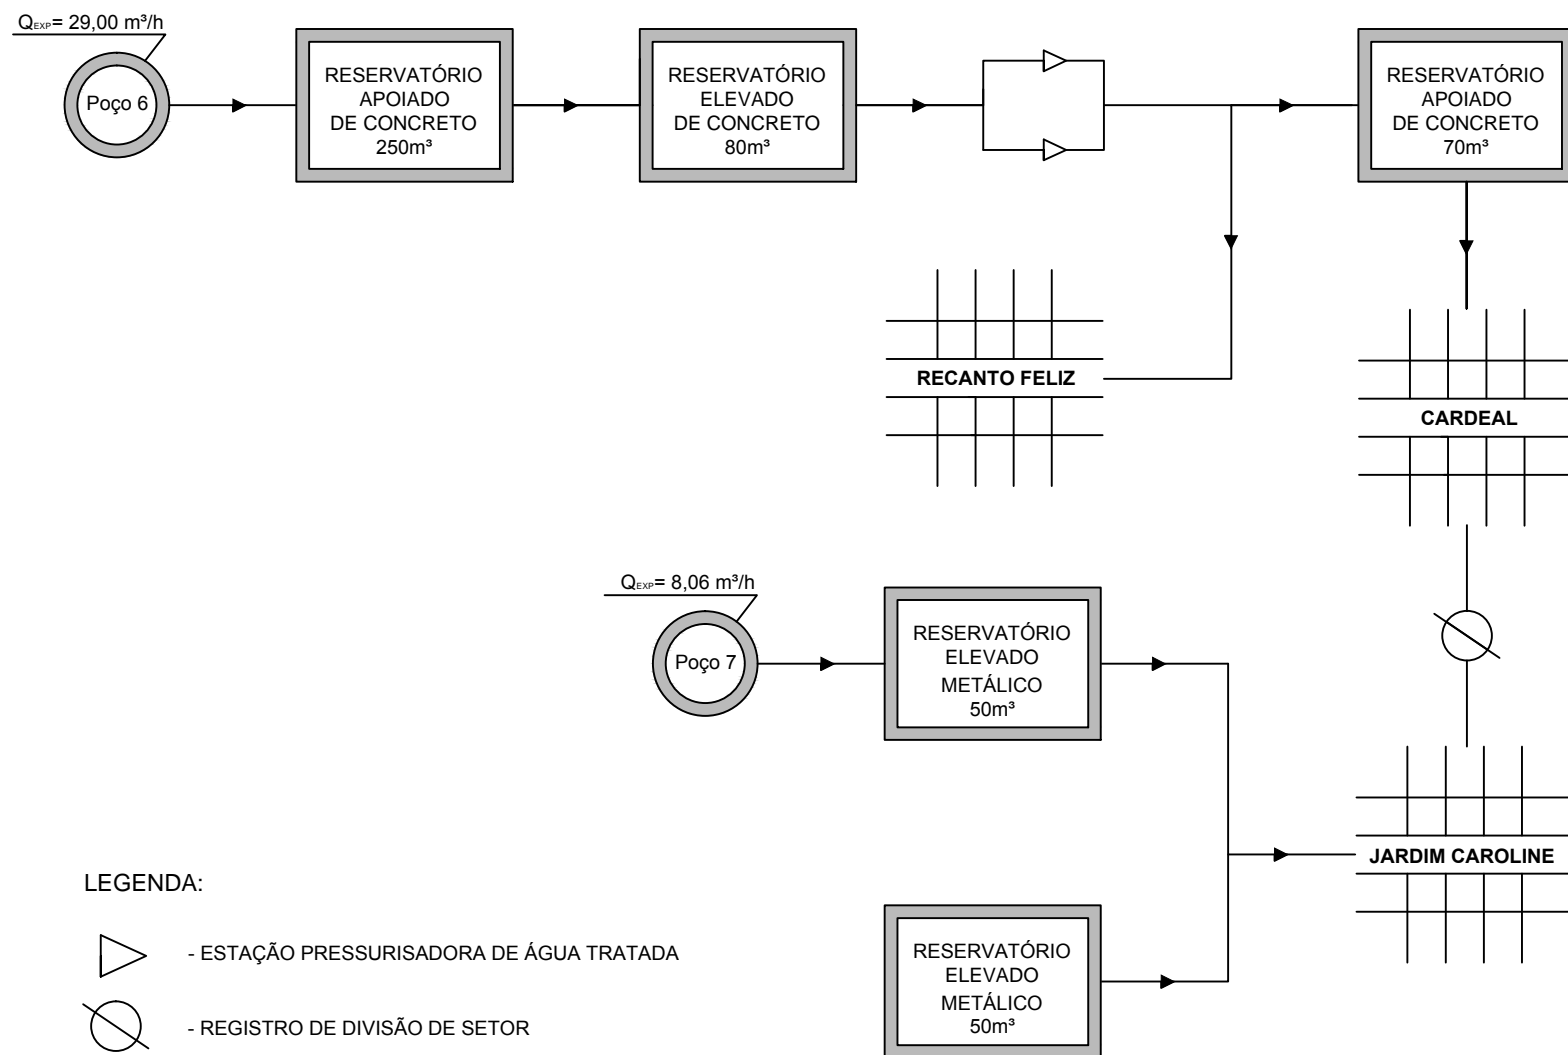 QEXP= 29,00 m³/h
Poço 6
RESERVATÓRIO
APOIADO
DE CONCRETO
250m³
RESERVATÓRIO
ELEVADO
DE CONCRETO
80m³
RESERVATÓRIO
APOIADO
DE CONCRETO
70m³
RECANTO FELIZ
CARDEAL
QEXP= 8,06 m³/h
Poço 7
RESERVATÓRIO
ELEVADO
METÁLICO
50m³
JARDIM CAROLINE
RESERVATÓRIO
ELEVADO
METÁLICO
50m³
LEGENDA:
- ESTAÇÃO PRESSURISADORA DE ÁGUA TRATADA
- REGISTRO DE DIVISÃO DE SETOR